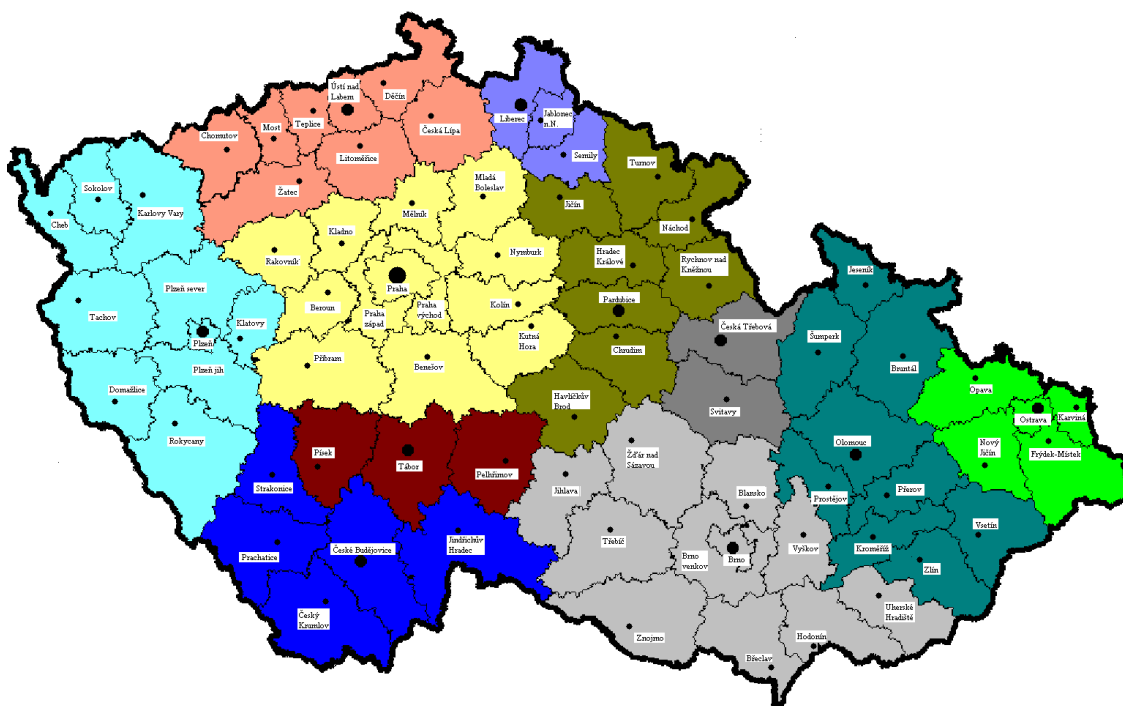 Ústí nad
Labem
Děčín
Teplice
Most
Chomutov
Česká Lípa
Litoměřice
Žatec
Liberec
Jablonec
n.N.
Semily
Turnov
Jičín
Náchod
Hradec
Králové
Rychnov nad
Kněžnou
Pardubice
Chrudim
Havlíčkův
Brod
Sokolov
Cheb
Karlovy Vary
Plzeň sever
Tachov
Klatovy
Plzeň
Plzeň jih
Domažlice
Rokycany
Mladá
Boleslav
Mělník
Kladno
Rakovník
Nymburk
Praha
Beroun
Praha
západ
Praha
východ
Kolín
Kutná
Hora
Příbram
Benešov
Česká Třebová
Svitavy
Jeseník
Šumperk
Bruntál
Olomouc
Prostějov
Přerov
Vsetín
Kroměříž
Zlín
Opava
Ostrava
Karviná
Nový
Jičín
Frýdek-Místek
Písek
Tábor
Pelhřimov
Strakonice
Prachatice
České Budějovice
Jindřichův
Hradec
Český
Krumlov
Žďár nad
Sázavou
Jihlava
Třebíč
Blansko
Brno
venkov
Brno
Vyškov
Znojmo
Břeclav
Hodonín
Uherské
Hradiště